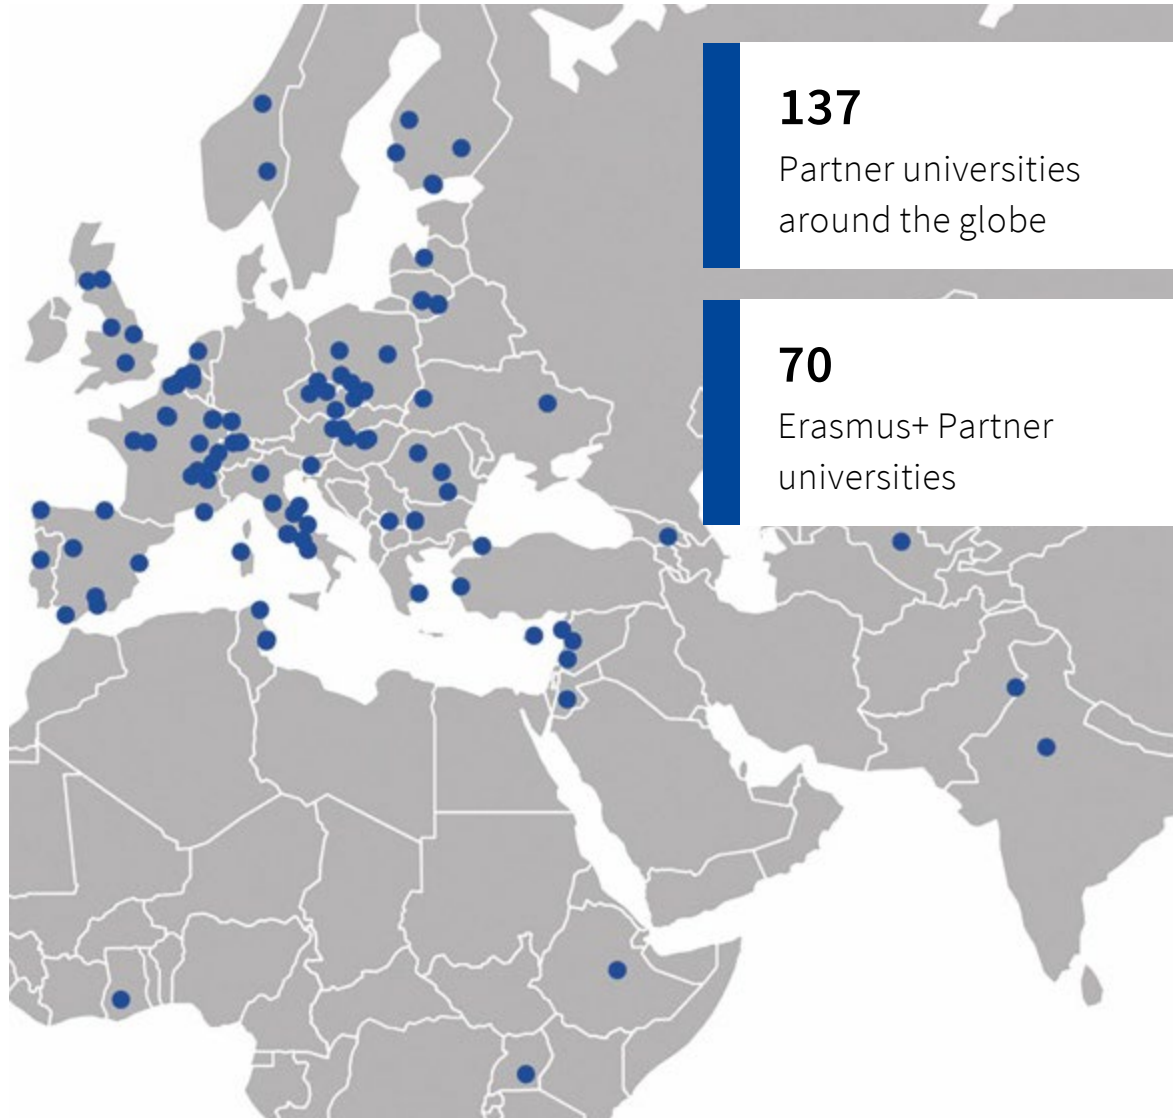 137
Partner universities
around the globe
70
Erasmus+ Partner
universities